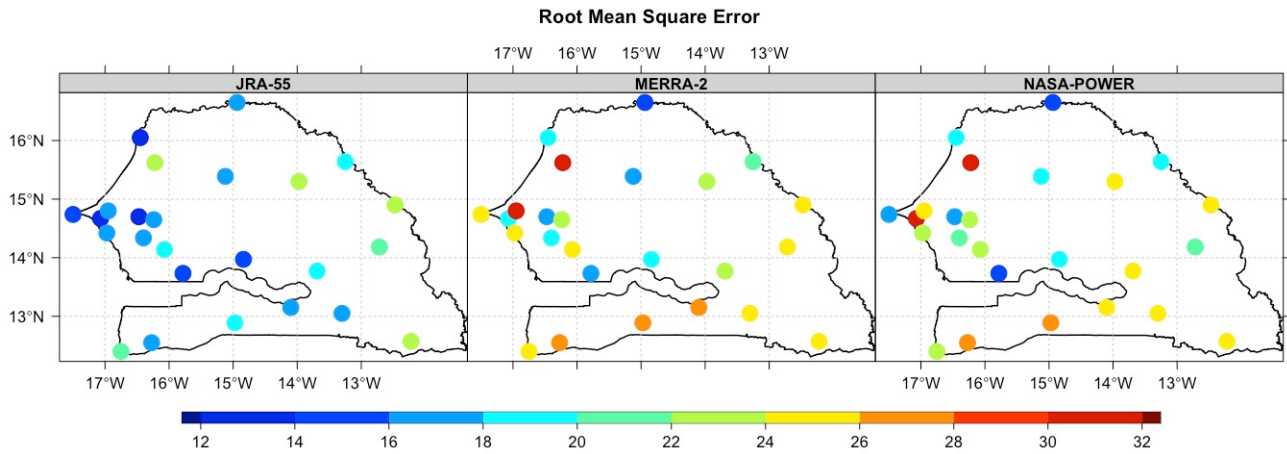 Root Mean Square Error
17°W 16°W 15°W 14°W 13°W
JRA-55 MERRA-2 NASA-POWER
16°N
15°N
14°N
13°N
17°W 16°W 15°W 14°W 13°W 17°W 16°W 15°W 14°W 13°W
12 14 16 18 20 22 24 26 28 30 32